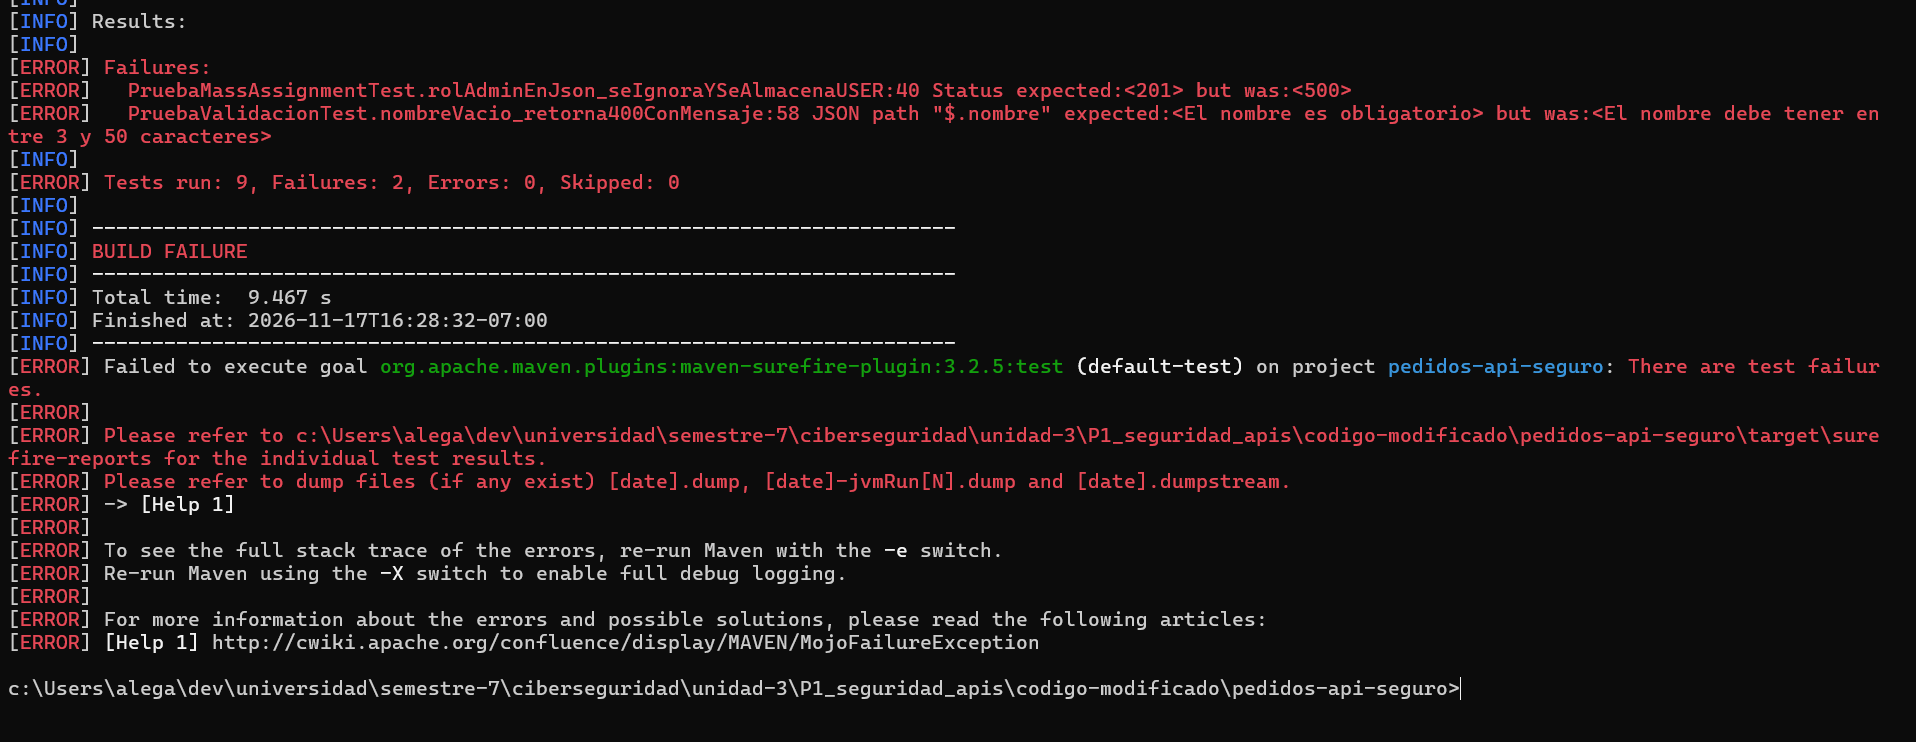 [INFO]
[INFO] Results:
[INFO]
[ERROR] Failures:
[ERROR]   PruebaMassAssignmentTest.rolAdminEnJson_seIgnoraYSeAlmacenaUSER:40 Status expected:<201> but was:<500>
[ERROR]   PruebaValidacionTest.nombreVacio_retorna400ConMensaje:58 JSON path "$.nombre" expected:<El nombre es obligatorio> but was:<El nombre debe tener en
tre 3 y 50 caracteres>
[INFO]
[ERROR] Tests run: 9, Failures: 2, Errors: 0, Skipped: 0
[INFO]
[INFO] ------------------------------------------------------------------------
[INFO] BUILD FAILURE
[INFO] ------------------------------------------------------------------------
[INFO] Total time:  9.467 s
[INFO] Finished at: 2026-11-17T16:28:32-07:00
[INFO] ------------------------------------------------------------------------
[ERROR] Failed to execute goal org.apache.maven.plugins:maven-surefire-plugin:3.2.5:test (default-test) on project pedidos-api-seguro: There are test failur
es.
[ERROR]
[ERROR] Please refer to c:\Users\alega\dev\universidad\semestre-7\ciberseguridad\unidad-3\P1_seguridad_apis\codigo-modificado\pedidos-api-seguro\target\sure
fire-reports for the individual test results.
[ERROR] Please refer to dump files (if any exist) [date].dump, [date]-jvmRun[N].dump and [date].dumpstream.
[ERROR] -> [Help 1]
[ERROR]
[ERROR] To see the full stack trace of the errors, re-run Maven with the -e switch.
[ERROR] Re-run Maven using the -X switch to enable full debug logging.
[ERROR]
[ERROR] For more information about the errors and possible solutions, please read the following articles:
[ERROR] [Help 1] http://cwiki.apache.org/confluence/display/MAVEN/MojoFailureException
c:\Users\alega\dev\universidad\semestre-7\ciberseguridad\unidad-3\P1_seguridad_apis\codigo-modificado\pedidos-api-seguro>